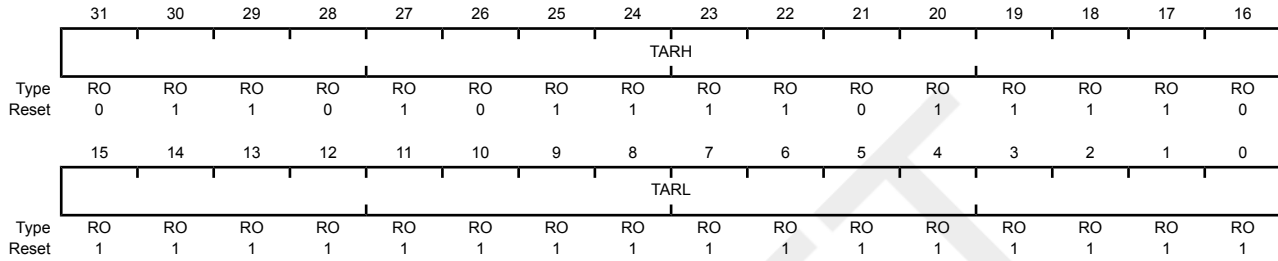 31 30 29 28 27 26 25 24 23 22 21 20 19 18 17 16
TARH
Type RO RO RO RO RO RO RO RO RO RO RO RO RO RO RO RO
Reset 0 1 1 0 1 0 1 1 1 1 0 1 1 1 1 0
15 14 13 12 11 10 9 8 7 6 5 4 3 2 1 0
TARL
Type RO RO RO RO RO RO RO RO RO RO RO RO RO RO RO RO
Reset 1 1 1 1 1 1 1 1 1 1 1 1 1 1 1 1